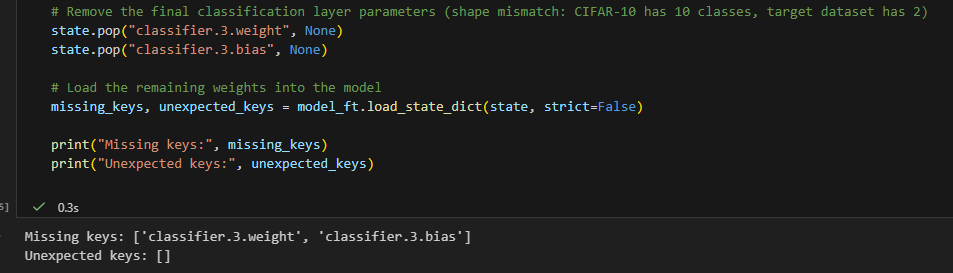 # Remove the final classification layer parameters (shape mismatch: CIFAR-10 has 10 classes, target dataset has 2)
state.pop("classifier.3.weight", None)
state.pop("classifier.3.bias", None)
# Load the remaining weights into the model
missing_keys, unexpected_keys = model_ft.load_state_dict(state, strict=False)
print("Missing keys:", missing_keys)
print("Unexpected keys:", unexpected_keys)
5]
0.3s
Missing keys: ['classifier.3.weight', 'classifier.3.bias']
Unexpected keys: []